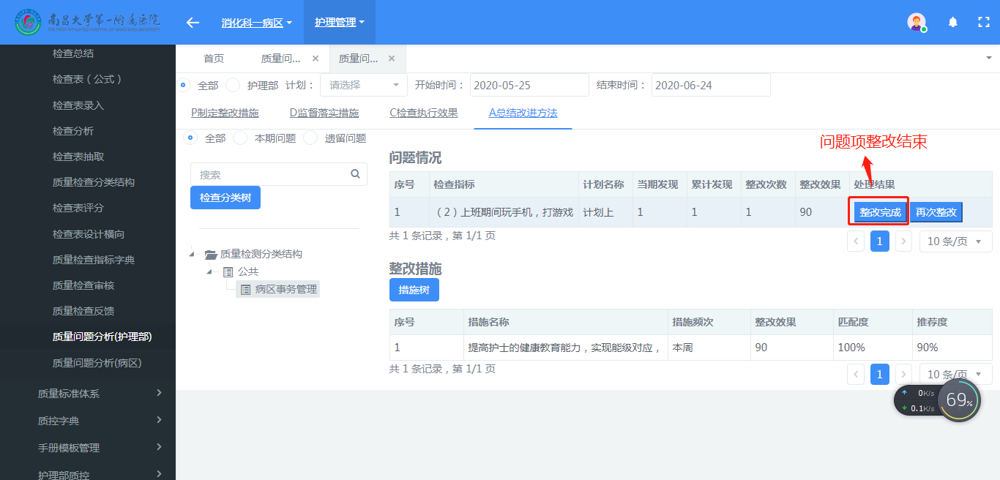 南昌大学第一附属医院
THE FIRST AFFILIATED HOSPITAL OF NANCHANG UNIVERSITY
消化科一病区 护理管理
检查总结
检查表（公式）
检查表录入
检查分析
检查表抽取
质量检查分类结构
检查表评分
检查表设计横向
质量检查指标字典
质量检查审核
质量检查反馈
质量问题分析(护理部)
质量问题分析(病区)
质量标准体系
质控字典
手册模板管理
护理部质控
首页 质量问... × 质量问... ×
全部 护理部 计划： 请选择 开始时间： 2020-05-25 结束时间： 2020-06-24
P制定整改措施 D监督落实措施 C检查执行效果 A总结改进方法
全部 本期问题 遗留问题
搜索
检查分类树
质量检测分类结构
公共
病区事务管理
问题项整改结束
问题情况
序号 检查指标 计划名称 当期发现 累计发现 整改次数 整改效果 处理结果
1 （2）上班期间玩手机，打游戏 计划上 1 1 1 90 整改完成 再次整改
共 1 条记录，第 1/1 页 < 1 > 10 条/页
整改措施
措施树
序号 措施名称 措施频次 整改效果 匹配度 推荐度
1 提高护士的健康教育能力，实现能级对应， 本周 90 100% 90%
共 1 条记录，第 1/1 页 < 1 > 10 条/页
0K/s
0.1K/s
69%